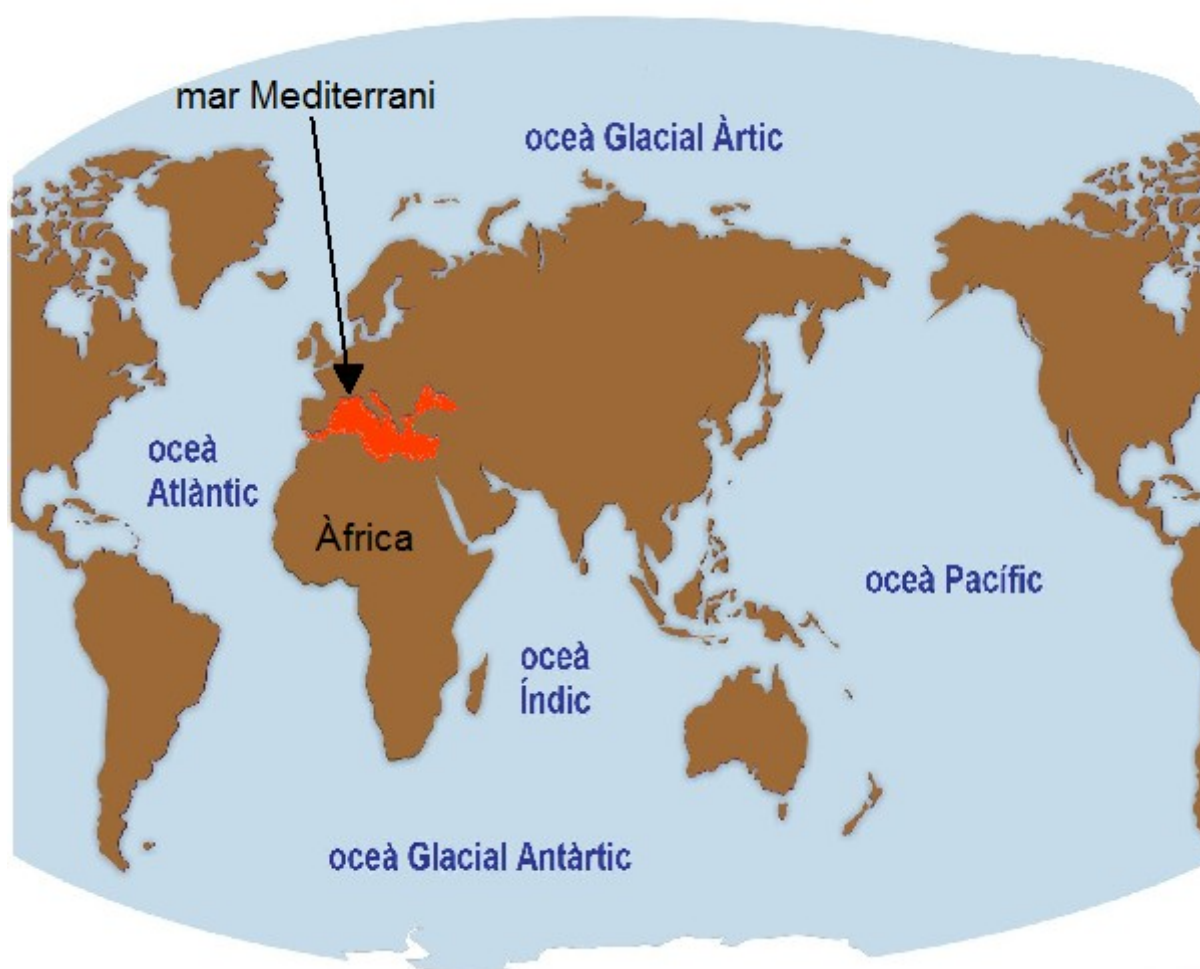 mar Mediterrani
oceà Glacial Àrtic
oceà
Atlàntic
Àfrica
oceà Pacífic
oceà
Índic
oceà Glacial Antàrtic